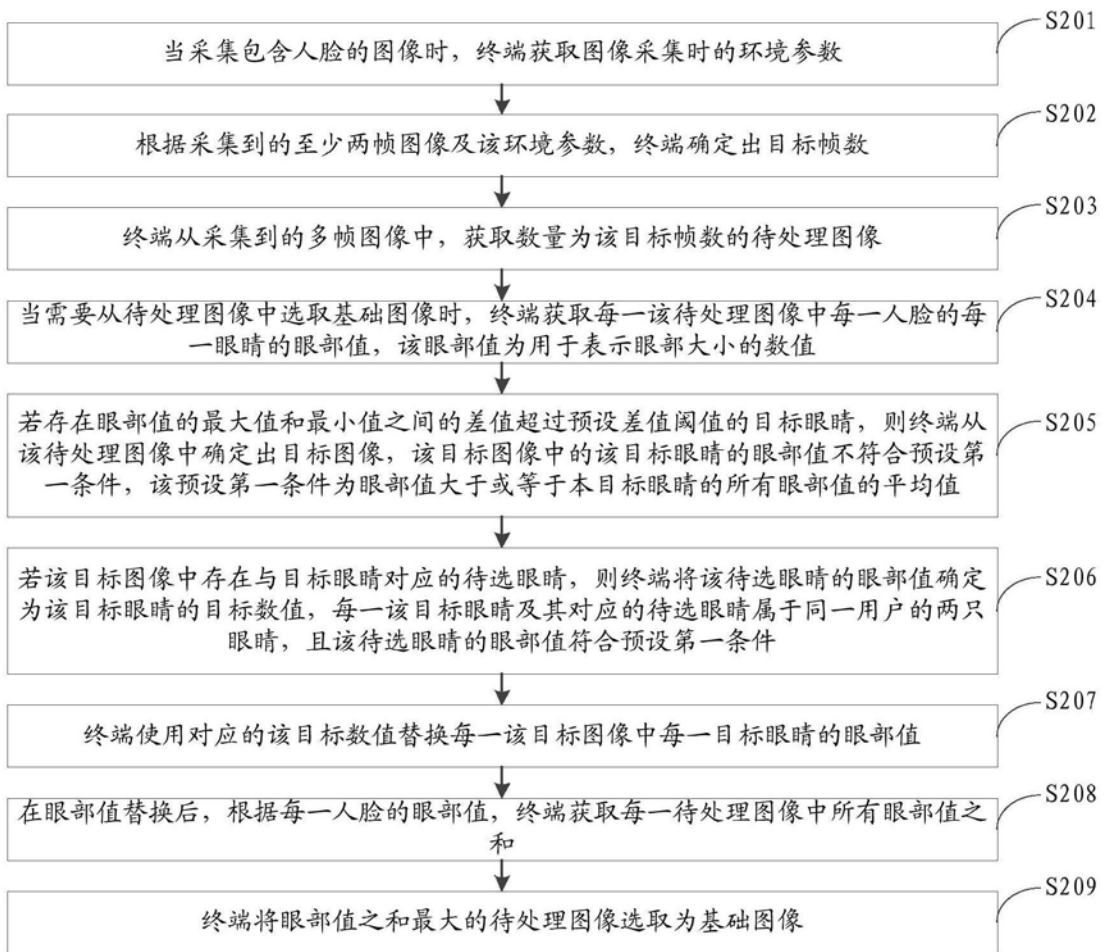 S201
当采集包含人脸的图像时，终端获取图像采集时的环境参数
S202
根据采集到的至少两帧图像及该环境参数，终端确定出目标帧数
S203
终端从采集到的多帧图像中，获取数量为该目标帧数的待处理图像
S204
当需要从待处理图像中选取基础图像时，终端获取每一该待处理图像中每一人脸的每
一眼睛的眼部值，该眼部值为用于表示眼部大小的数值
S205
若存在眼部值的最大值和最小值之间的差值超过预设差值阈值的目标眼睛，则终端从
该待处理图像中确定出目标图像，该目标图像中的该目标眼睛的眼部值不符合预设第
一条件，该预设第一条件为眼部值大于或等于本目标眼睛的所有眼部值的平均值
S206
若该目标图像中存在与目标眼睛对应的待选眼睛，则终端将该待选眼睛的眼部值确定
为该目标眼睛的目标数值，每一该目标眼睛及其对应的待选眼睛属于同一用户的两只
眼睛，且该待选眼睛的眼部值符合预设第一条件
S207
终端使用对应的该目标数值替换每一该目标图像中每一目标眼睛的眼部值
S208
在眼部值替换后，根据每一人脸的眼部值，终端获取每一待处理图像中所有眼部值之
和
S209
终端将眼部值之和最大的待处理图像选取为基础图像